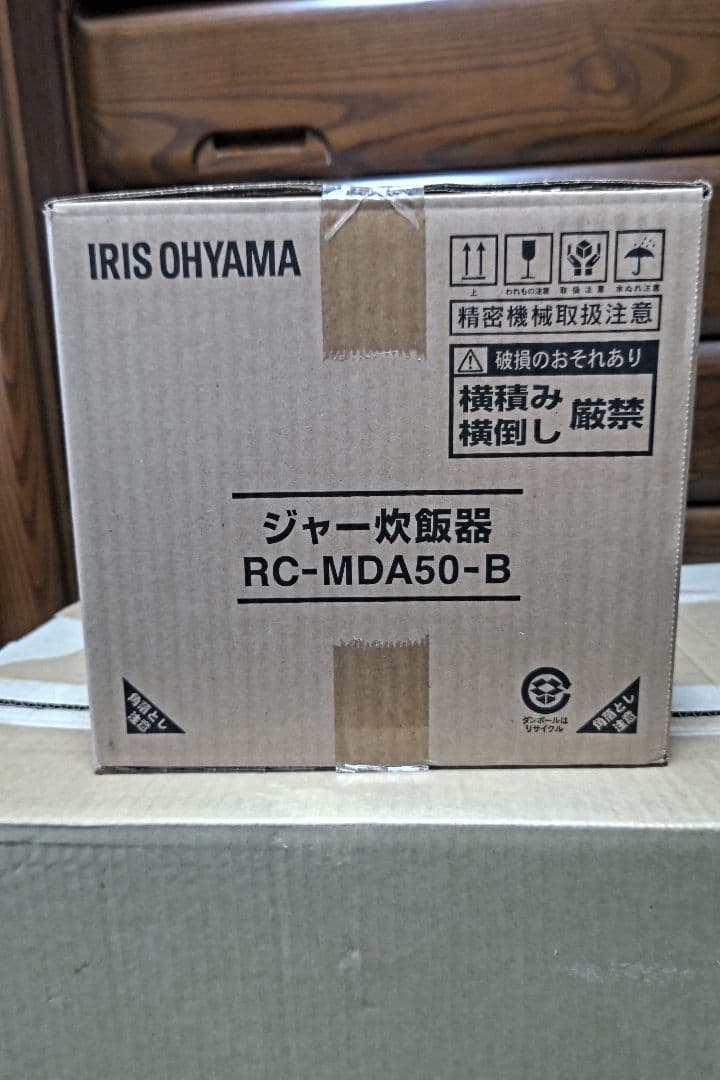 IRIS OHYAMA
上
われもの注意
取扱注意
水ぬれ注意
精密機械取扱注意
破損のおそれあり
横積み
横倒し
厳禁
ジャー炊飯器
RC-MDA50-B
角落とし
注意
ダンボールは
リサイクル
角落とし
注意